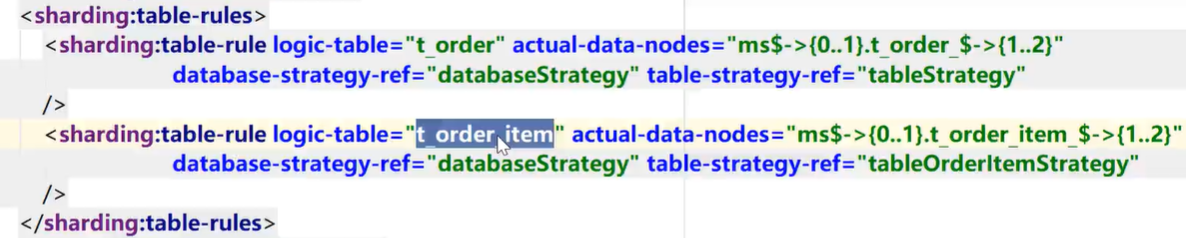 <sharding:table-rules>
<sharding:table-rule logic-table="t_order" actual-data-nodes="ms$->{0..1}.t_order_$->{1..2}"
database-strategy-ref="databaseStrategy" table-strategy-ref="tableStrategy"
/>
<sharding:table-rule logic-table="t_order_item" actual-data-nodes="ms$->{0..1}.t_order_item_$->{1..2}"
database-strategy-ref="databaseStrategy" table-strategy-ref="tableOrderItemStrategy"
/>
</sharding:table-rules>